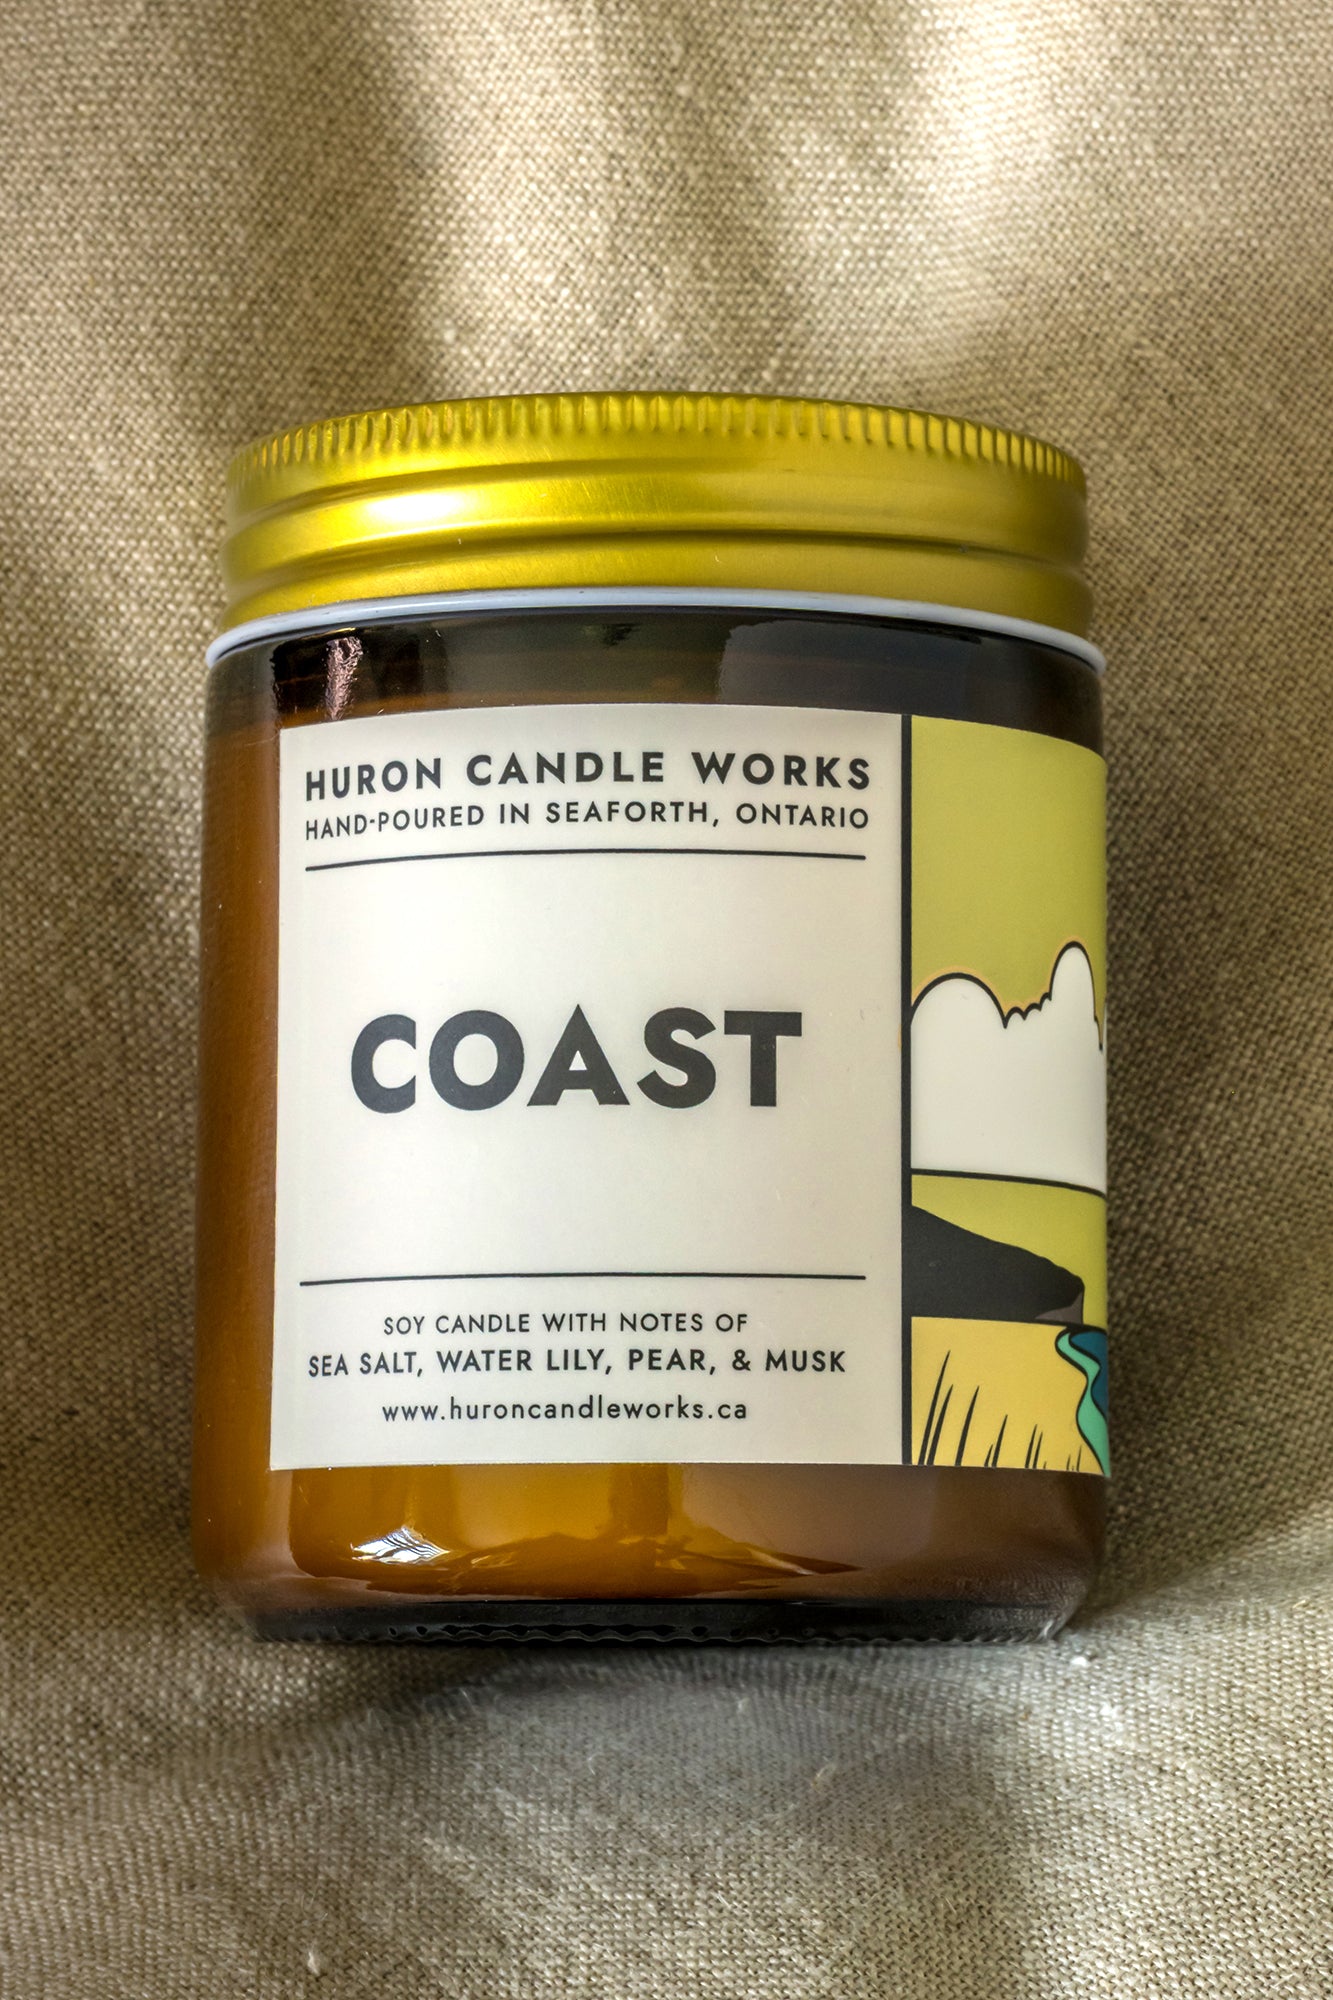 HURON CANDLE WORKS
HAND-POURED IN SEAFORTH, ONTARIO
COAST
SOY CANDLE WITH NOTES OF
SEA SALT, WATER LILY, PEAR, & MUSK
www.huroncandleworks.ca